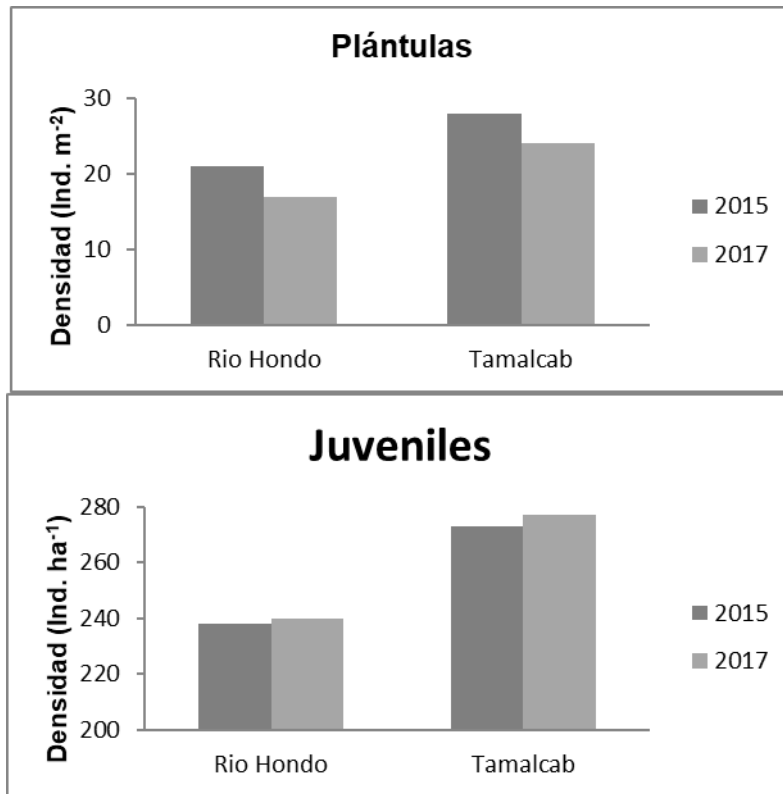 Plántulas
Densidad (Ind. m⁻²)
30
20
10
0
Rio Hondo
Tamalcab
2015
2017
Juveniles
Densidad (Ind. ha⁻¹)
280
260
240
220
200
Rio Hondo
Tamalcab
2015
2017